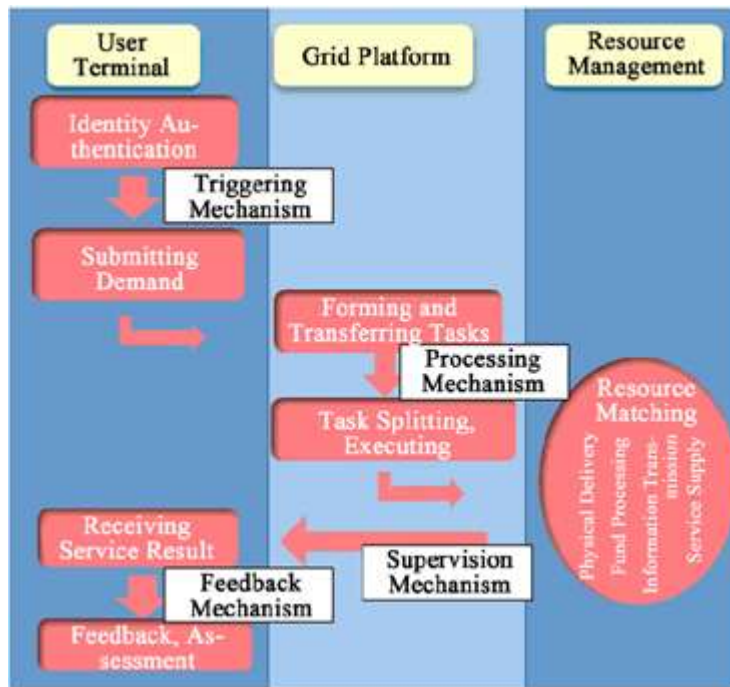 User
Terminal
Grid Platform
Resource
Management
Identity Au-
thentication
Triggering
Mechanism
Submitting
Demand
Forming and
Transferring Tasks
Processing
Mechanism
Task Splitting,
Executing
Resource
Matching
Physical Delivery
Fund Processing
Information Trans-
mission
Service Supply
Receiving
Service Result
Supervision
Mechanism
Feedback
Mechanism
Feedback, As-
sessment